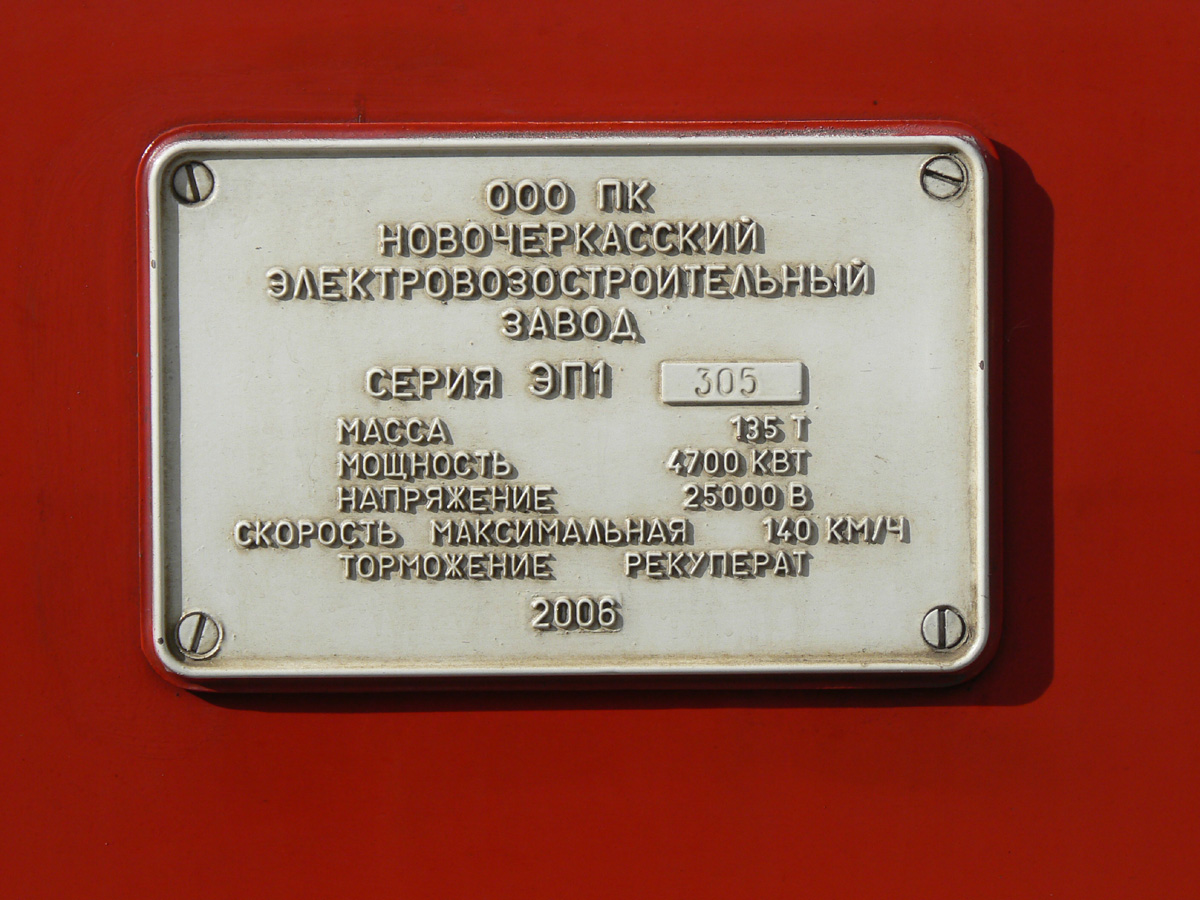 ООО ПК
НОВОЧЕРКАССКИЙ
ЭЛЕКТРОВОЗОСТРОИТЕЛЬНЫЙ
ЗАВОД
СЕРИЯ ЭП1 305
МАССА 135 Т
МОЩНОСТЬ 4700 КВТ
НАПРЯЖЕНИЕ 25000 В
СКОРОСТЬ МАКСИМАЛЬНАЯ 140 КМ/Ч
ТОРМОЖЕНИЕ РЕКУПЕРАТ
2006